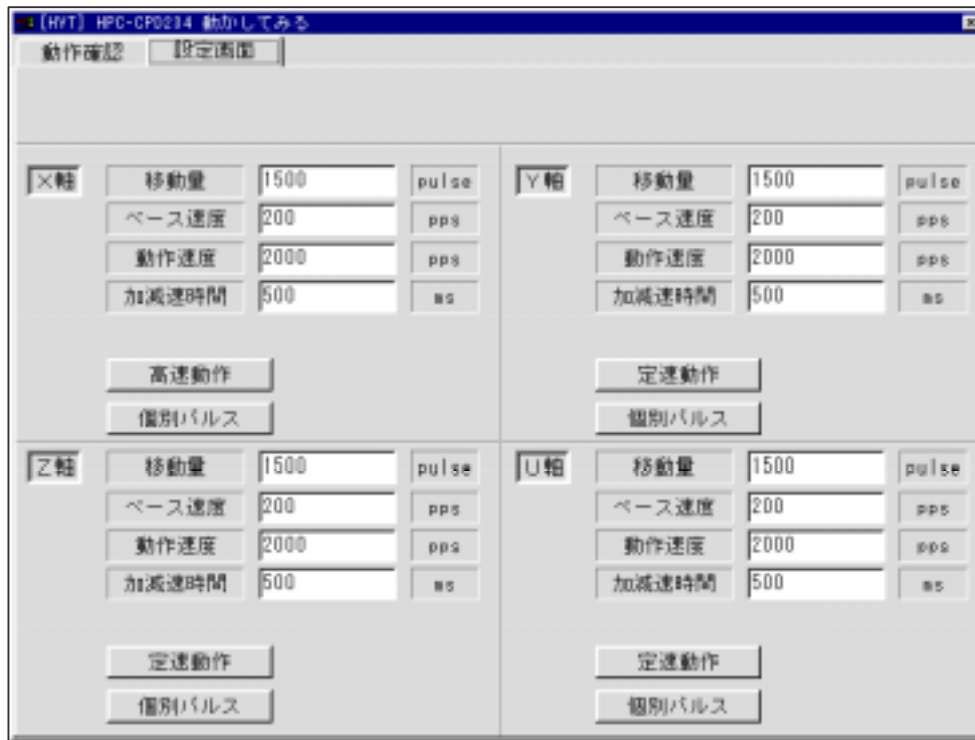 [HYT] HPC-CPD234 動かしてみる
動作確認 設定画面
X軸 移動量 1500 pulse
ベース速度 200 pps
動作速度 2000 pps
加減速時間 500 ms
高速動作
個別パルス
Y軸 移動量 1500 pulse
ベース速度 200 pps
動作速度 2000 pps
加減速時間 500 ms
定速動作
個別パルス
Z軸 移動量 1500 pulse
ベース速度 200 pps
動作速度 2000 pps
加減速時間 500 ms
定速動作
個別パルス
U軸 移動量 1500 pulse
ベース速度 200 pps
動作速度 2000 pps
加減速時間 500 ms
定速動作
個別パルス